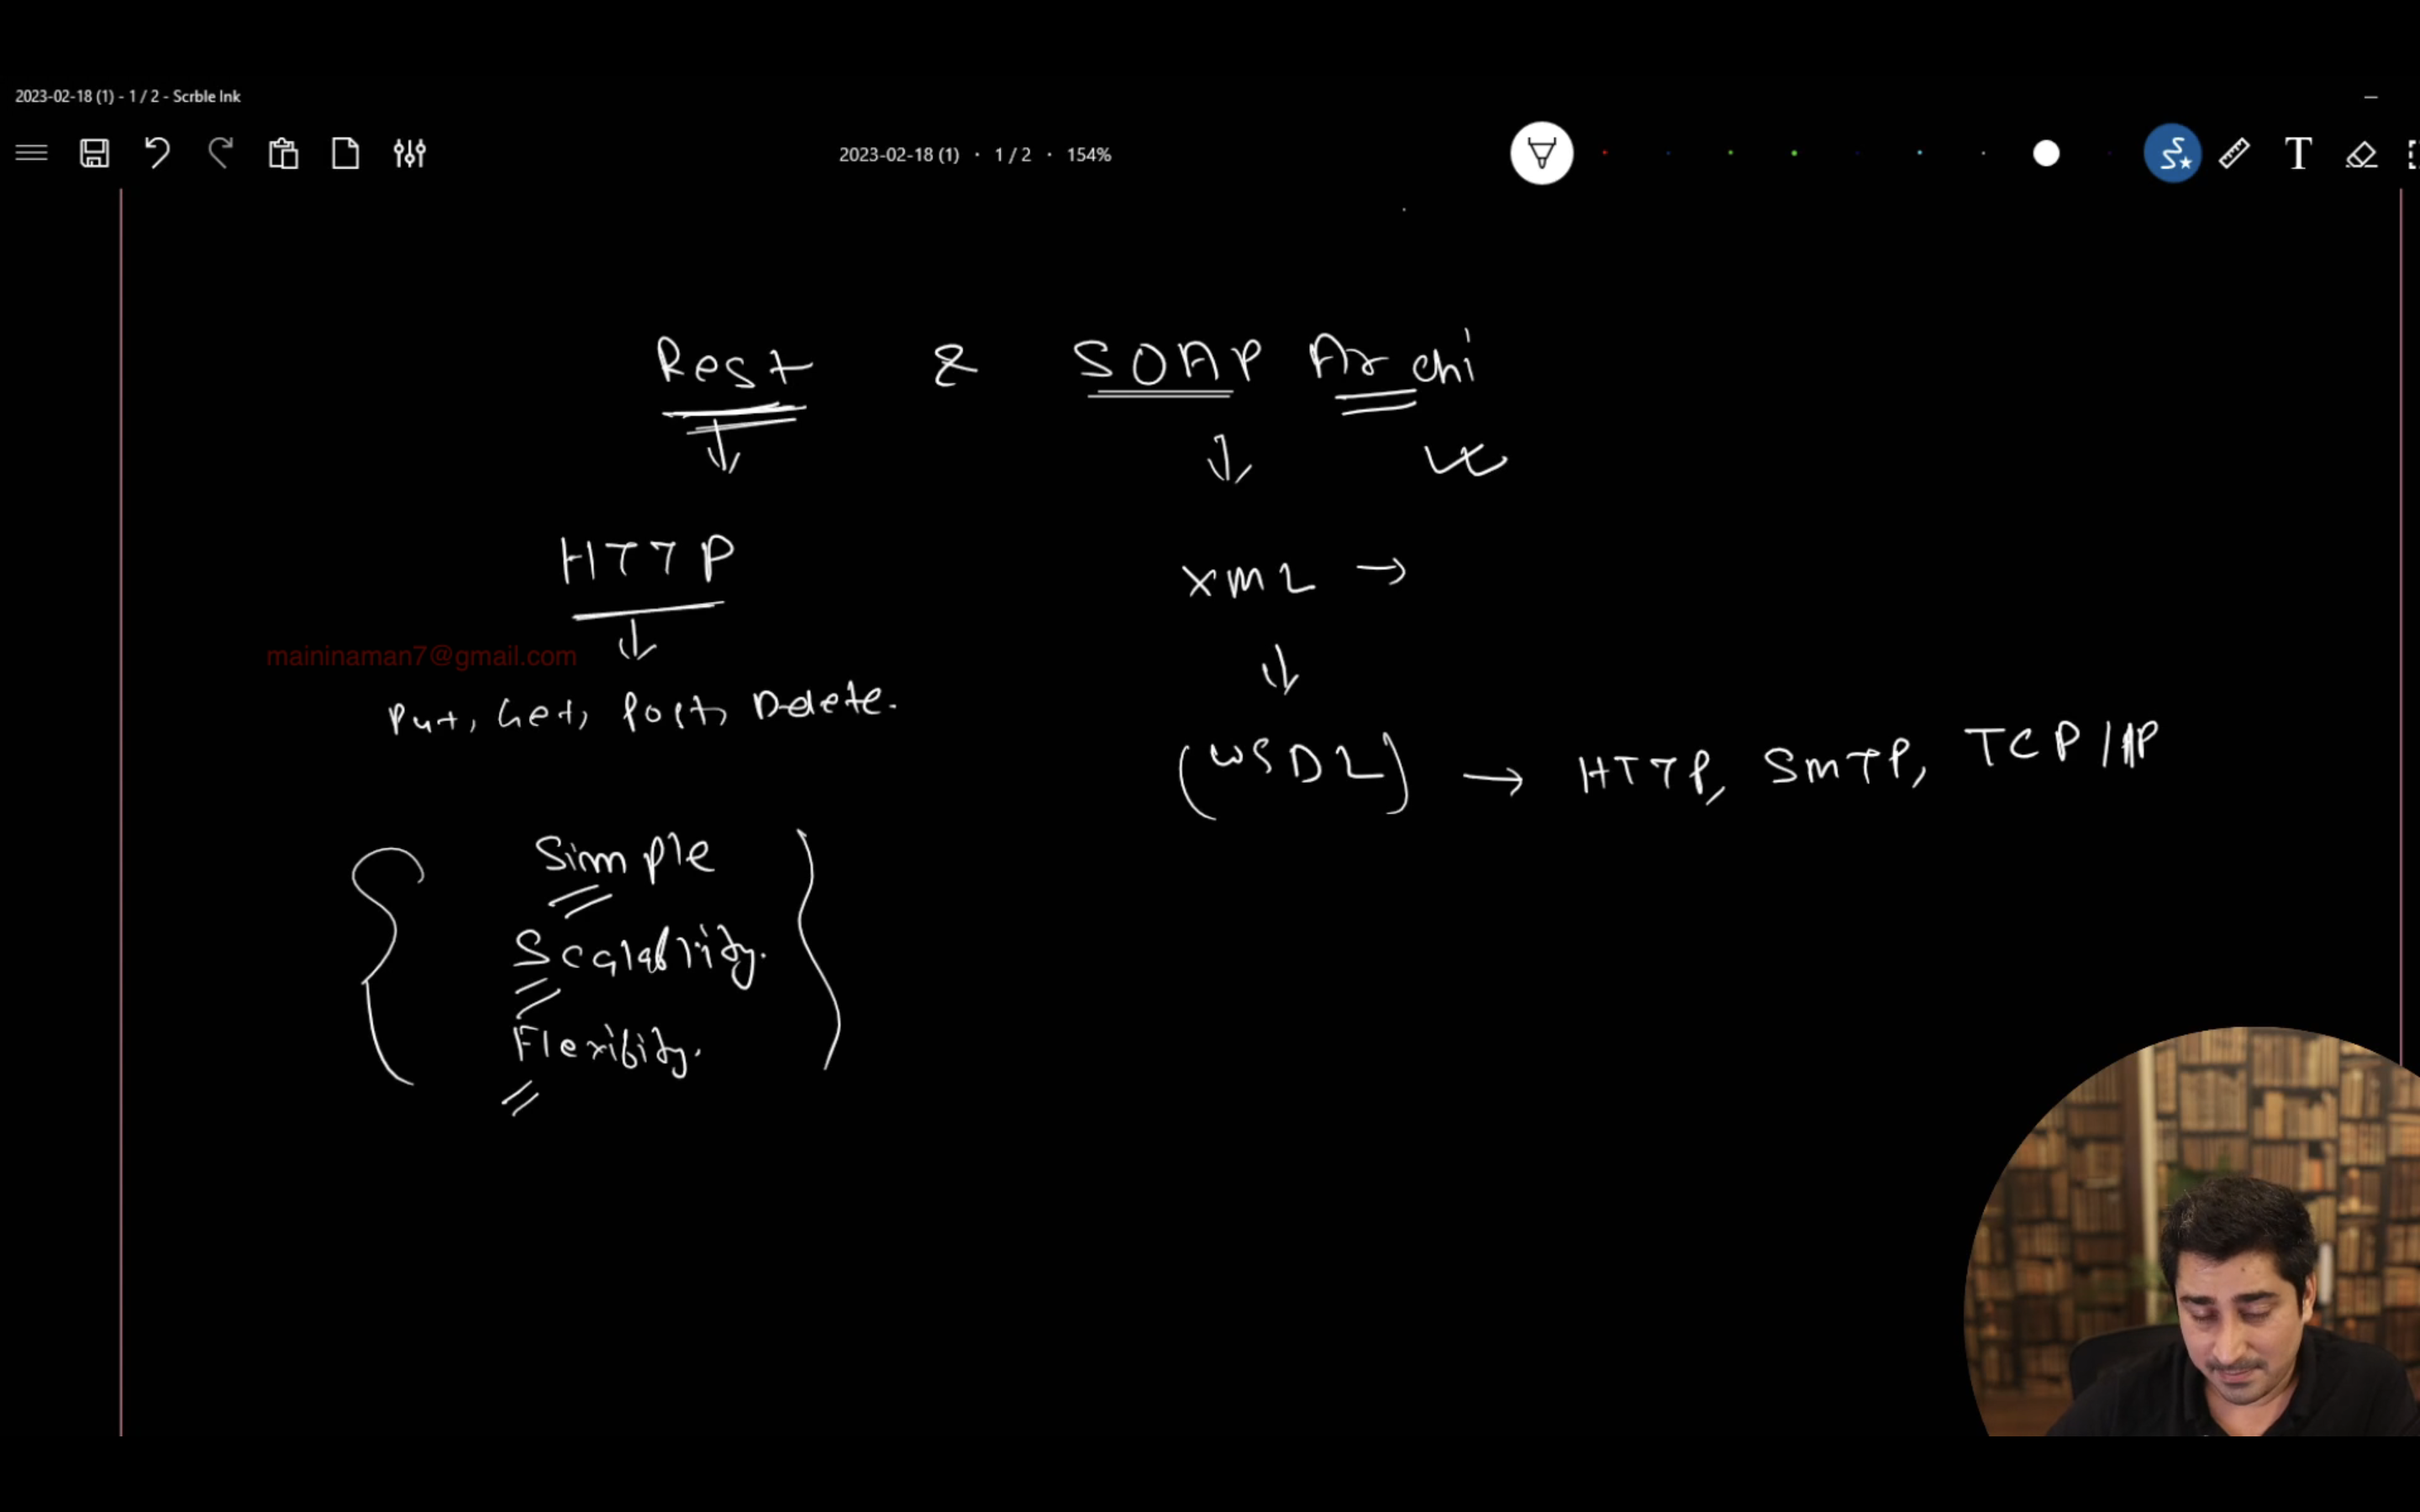 2023-02-18 (1) - 1 / 2 - Scrble Ink
2023-02-18 (1) · 1 / 2 · 154%
T
Rest & SOAP Archi
HTTP
XML →
maininaman7@gmail.com
Put, Get, Post, Delete.
(WSDL) → HTTP, SMTP, TCP/IP
Simple
Scalablity.
Flexibity.